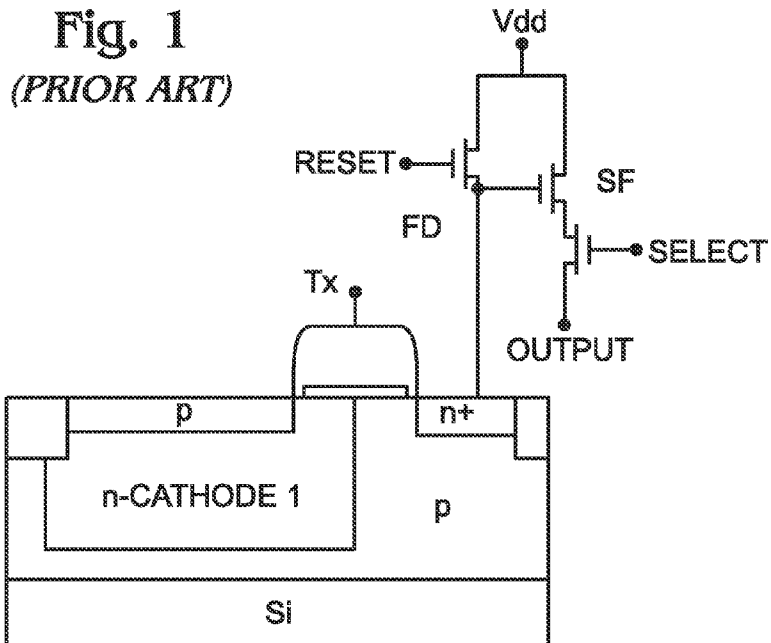 Fig. 1
(PRIOR ART)
Vdd
RESET
SF
FD
SELECT
Tx
OUTPUT
p
n+
n-CATHODE 1
p
Si